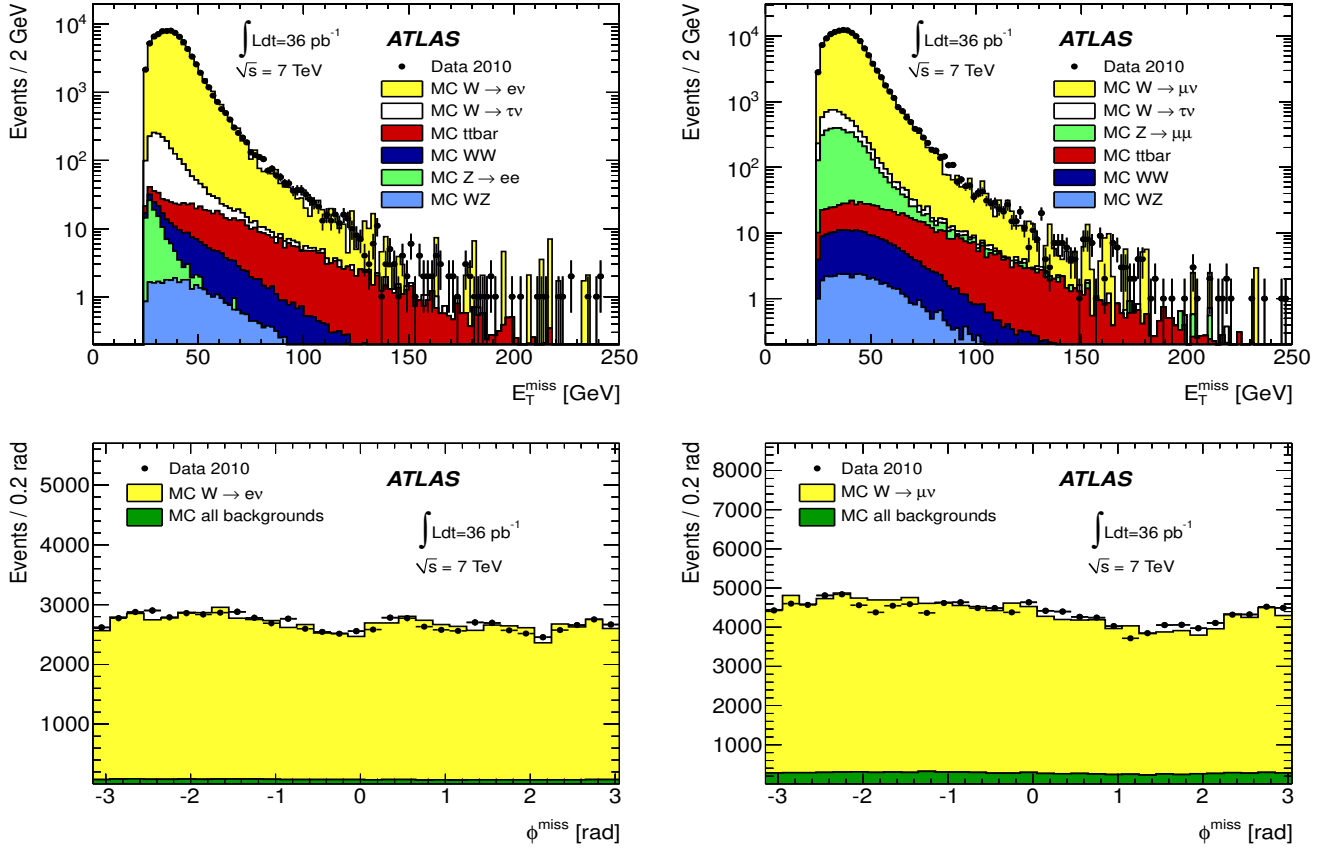 Events / 2 GeV
10⁴
10³
10²
10
1
∫ Ldt=36 pb⁻¹
√s = 7 TeV
ATLAS
Data 2010
MC W → eν
MC W → τν
MC ttbar
MC WW
MC Z → ee
MC WZ
0 50 100 150 200 250
E_T^miss [GeV]
Events / 2 GeV
10⁴
10³
10²
10
1
∫ Ldt=36 pb⁻¹
√s = 7 TeV
ATLAS
Data 2010
MC W → μν
MC W → τν
MC Z → μμ
MC ttbar
MC WW
MC WZ
0 50 100 150 200 250
E_T^miss [GeV]
Events / 0.2 rad
5000
4000
3000
2000
1000
Data 2010
MC W → eν
MC all backgrounds
ATLAS
∫ Ldt=36 pb⁻¹
√s = 7 TeV
-3 -2 -1 0 1 2 3
ϕ^miss [rad]
Events / 0.2 rad
8000
7000
6000
5000
4000
3000
2000
1000
Data 2010
MC W → μν
MC all backgrounds
ATLAS
∫ Ldt=36 pb⁻¹
√s = 7 TeV
-3 -2 -1 0 1 2 3
ϕ^miss [rad]